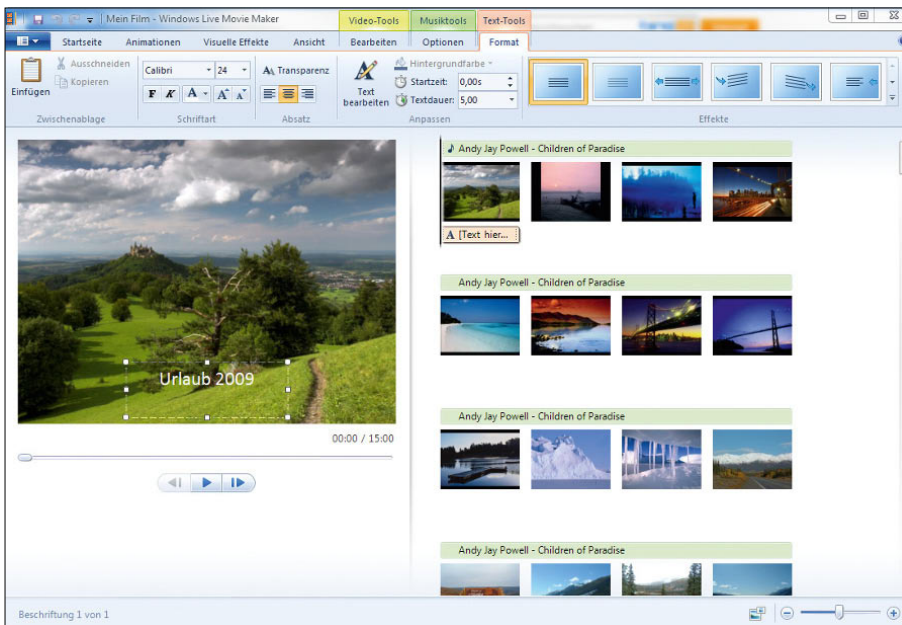 Mein Film - Windows Live Movie Maker
Video-Tools
Musiktools
Text-Tools
Startseite
Animationen
Visuelle Effekte
Ansicht
Bearbeiten
Optionen
Format
Einfügen
Ausschneiden
Kopieren
Zwischenablage
Calibri
24
F K A A A
Schriftart
A Transparenz
Absatz
Text
bearbeiten
Hintergrundfarbe
Startzeit: 0,00s
Textdauer: 5,00
Anpassen
Effekte
Urlaub 2009
00:00 / 15:00
Andy Jay Powell - Children of Paradise
A [Text hier...
Andy Jay Powell - Children of Paradise
Andy Jay Powell - Children of Paradise
Andy Jay Powell - Children of Paradise
Beschriftung 1 von 1